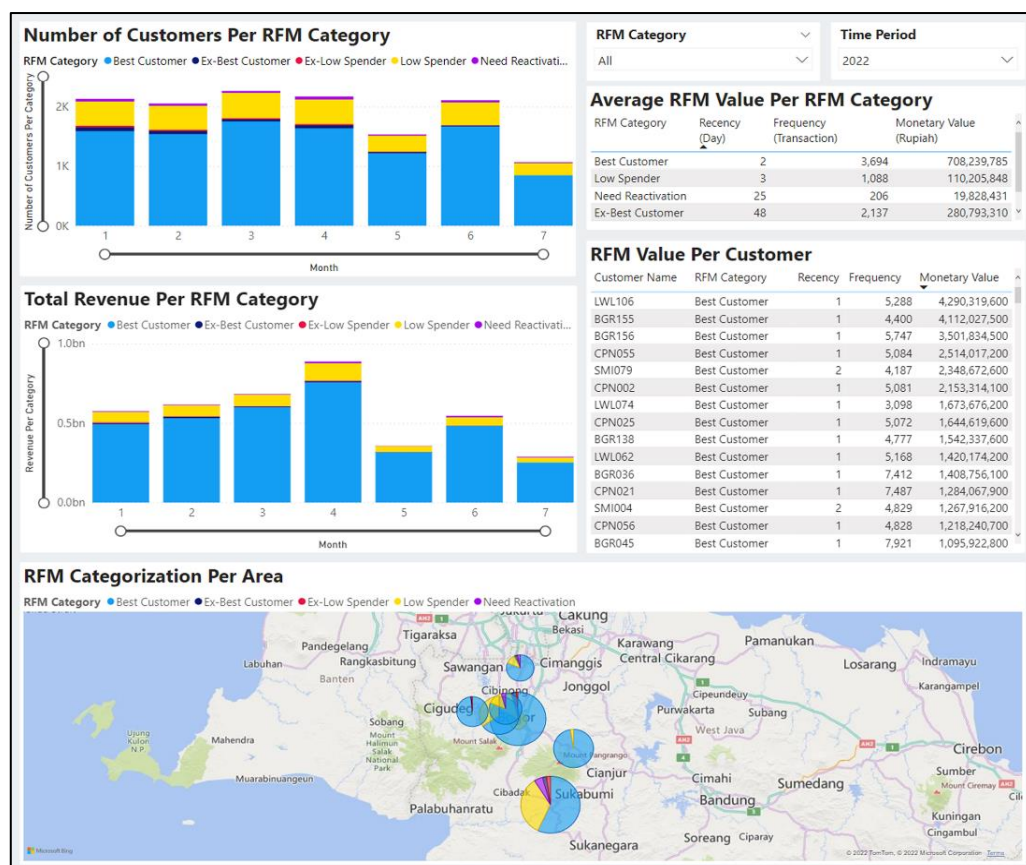 Number of Customers Per RFM Category
RFM Category Best Customer Ex-Best Customer Ex-Low Spender Low Spender Need Reactivati...
Number of Customers Per Category
2K
1K
0K
1 2 3 4 5 6 7
Month
Total Revenue Per RFM Category
RFM Category Best Customer Ex-Best Customer Ex-Low Spender Low Spender Need Reactivati...
Revenue Per Category
1.0bn
0.5bn
0.0bn
1 2 3 4 5 6 7
Month
RFM Category
All
Time Period
2022
Average RFM Value Per RFM Category
RFM Category Recency (Day) Frequency (Transaction) Monetary Value (Rupiah)
Best Customer 2 3,694 708,239,785
Low Spender 3 1,088 110,205,848
Need Reactivation 25 206 19,828,431
Ex-Best Customer 48 2,137 280,793,310
RFM Value Per Customer
Customer Name RFM Category Recency Frequency Monetary Value
LWL106 Best Customer 1 5,288 4,290,319,600
BGR155 Best Customer 1 4,400 4,112,027,500
BGR156 Best Customer 1 5,747 3,501,834,500
CPN055 Best Customer 1 5,084 2,514,017,200
SMI079 Best Customer 2 4,187 2,348,672,600
CPN002 Best Customer 1 5,081 2,153,314,100
LWL074 Best Customer 1 3,098 1,673,676,200
CPN025 Best Customer 1 5,072 1,644,619,600
BGR138 Best Customer 1 4,777 1,542,337,600
LWL062 Best Customer 1 5,168 1,420,174,200
BGR036 Best Customer 1 7,412 1,408,756,100
CPN021 Best Customer 1 7,487 1,284,067,900
SMI004 Best Customer 2 4,829 1,267,916,200
CPN056 Best Customer 1 4,828 1,218,240,700
BGR045 Best Customer 1 7,921 1,095,922,800
RFM Categorization Per Area
RFM Category Best Customer Ex-Best Customer Ex-Low Spender Low Spender Need Reactivation
Cakung
Tigaraksa
Bekasi
Pandegelang
Karawang
Pamanukan
Labuhan
Rangkasbitung
Sawangan
Cimanggis
Central Cikarang
Losarang
Indramayu
Banten
Cibinong
Jonggol
Karangampel
Cigudeg
Cipeundeuy
Purwakarta
Subang
Ujung Kulon N.P.
Mahendra
Sobang
Mount Halimun Salak National Park
Mount Salak
West Java
AH2
Mount Pangrango
Cirebon
Cianjur
Sumber
Muarabinuangeun
Cibadak
Sukabumi
Cimahi
Sumedang
Mount Ciremay
Palabuhanratu
Bandung
Kuningan
Soreang
Ciparay
Cingambul
Sukanegara
Microsoft Bing
© 2022 TomTom, © 2022 Microsoft Corporation Terms